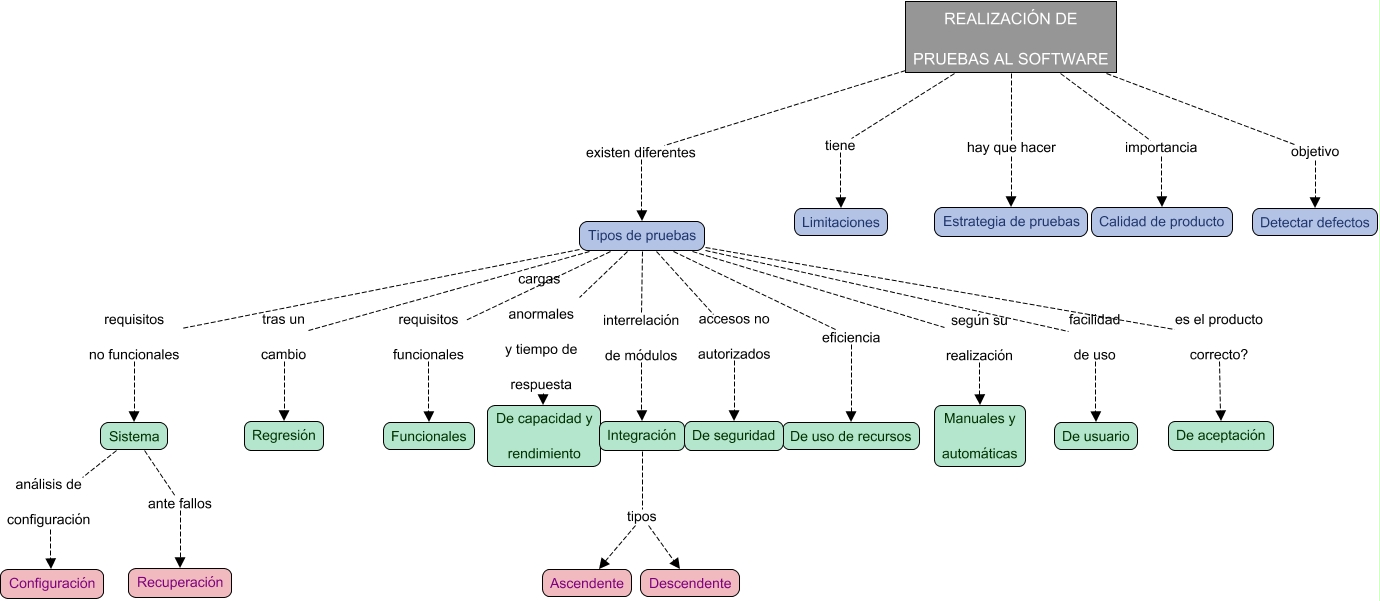 REALIZACIÓN DE
PRUEBAS AL SOFTWARE
existen diferentes
tiene
hay que hacer
importancia
objetivo
Tipos de pruebas
Limitaciones
Estrategia de pruebas
Calidad de producto
Detectar defectos
requisitos
no funcionales
tras un
cambio
requisitos
funcionales
cargas
anormales
y tiempo de
respuesta
interrelación
de módulos
accesos no
autorizados
eficiencia
según su
realización
facilidad
de uso
es el producto
correcto?
Sistema
Regresión
Funcionales
De capacidad y
rendimiento
Integración
De seguridad
De uso de recursos
Manuales y
automáticas
De usuario
De aceptación
análisis de
configuración
ante fallos
tipos
Configuración
Recuperación
Ascendente
Descendente